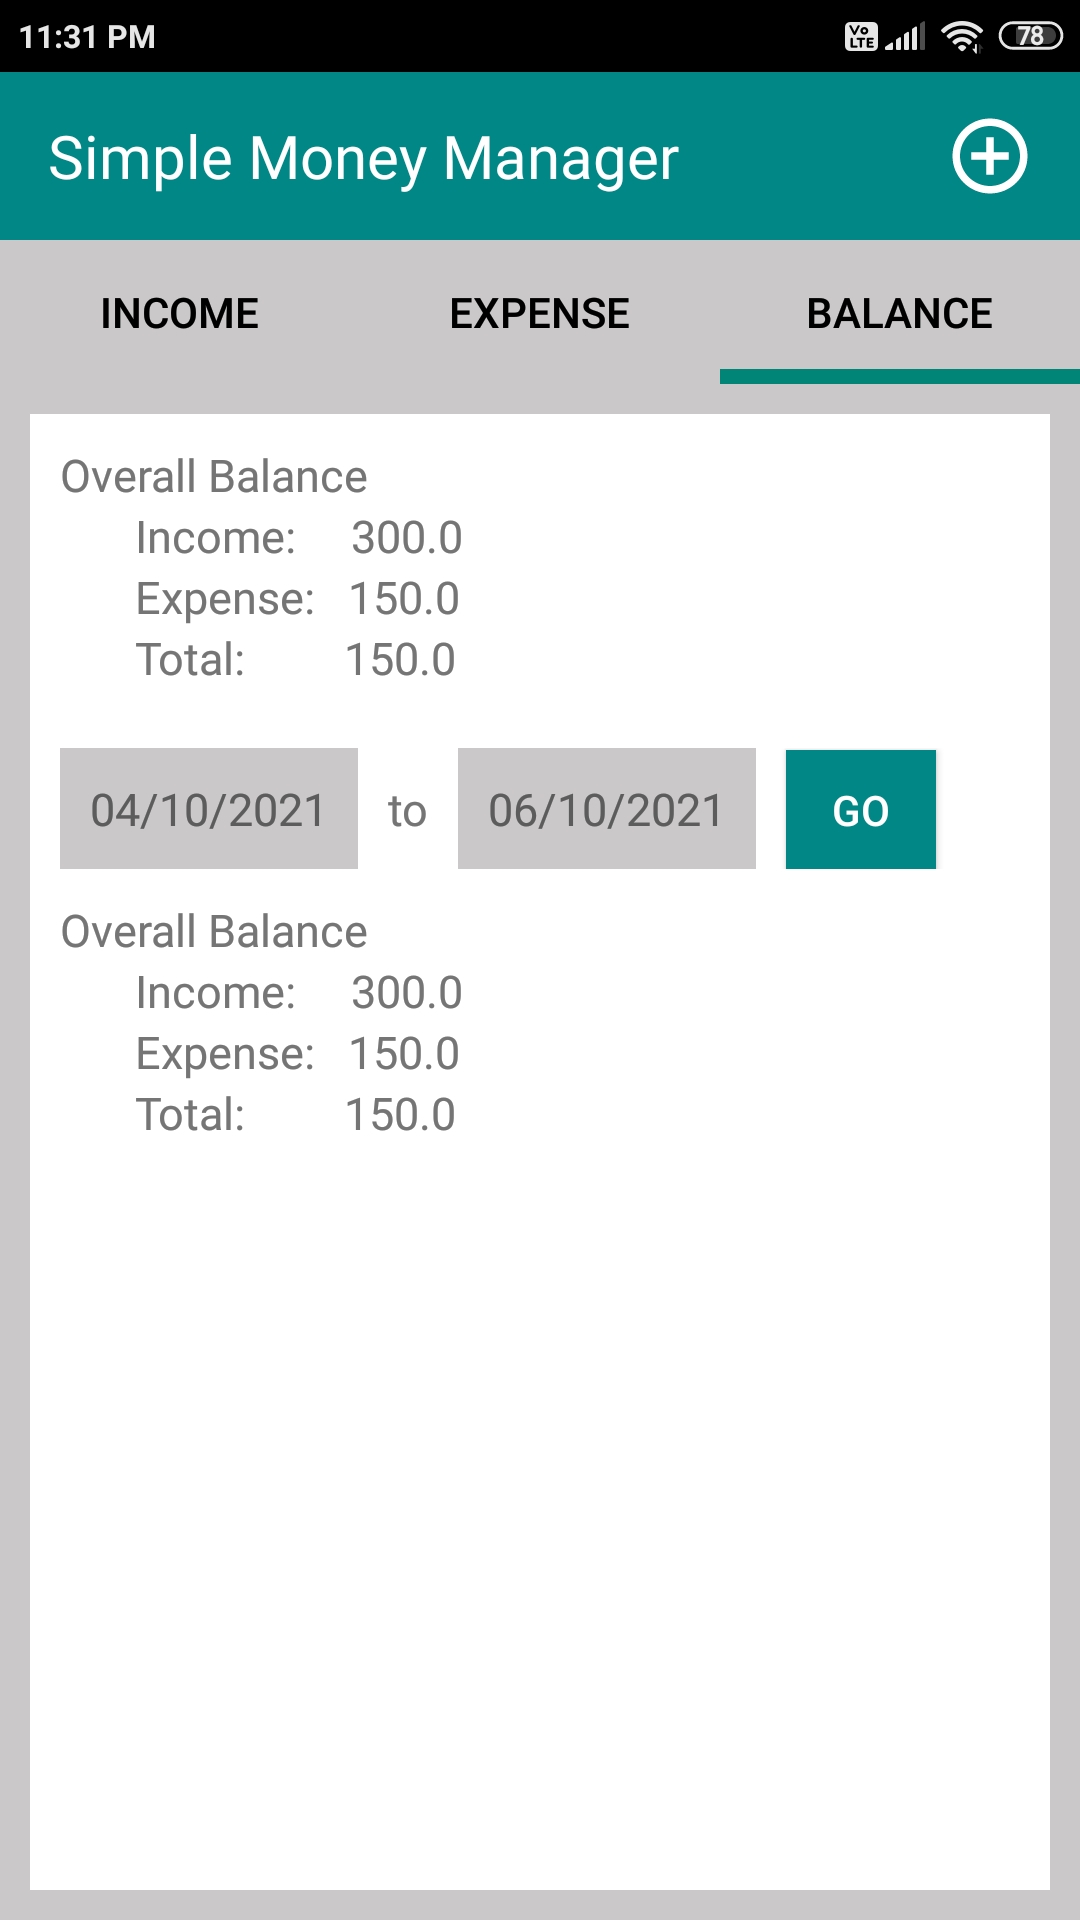 11:31 PM Vo LTE 78
Simple Money Manager
INCOME EXPENSE BALANCE
Overall Balance
Income: 300.0
Expense: 150.0
Total: 150.0
04/10/2021 to 06/10/2021 GO
Overall Balance
Income: 300.0
Expense: 150.0
Total: 150.0